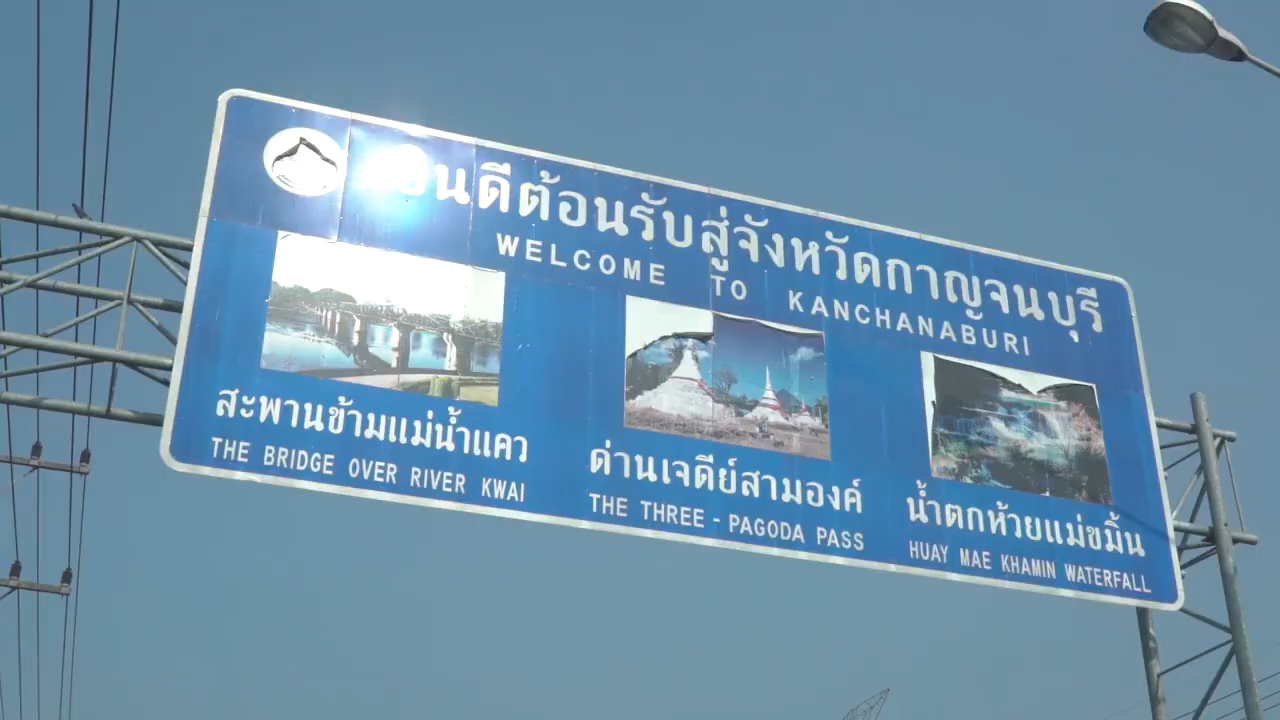 ยินดีต้อนรับสู่จังหวัดกาญจนบุรี
WELCOME TO KANCHANABURI
สะพานข้ามแม่น้ำแคว
THE BRIDGE OVER RIVER KWAI
ด่านเจดีย์สามองค์
THE THREE - PAGODA PASS
น้ำตกห้วยแม่ขมิ้น
HUAY MAE KHAMIN WATERFALL